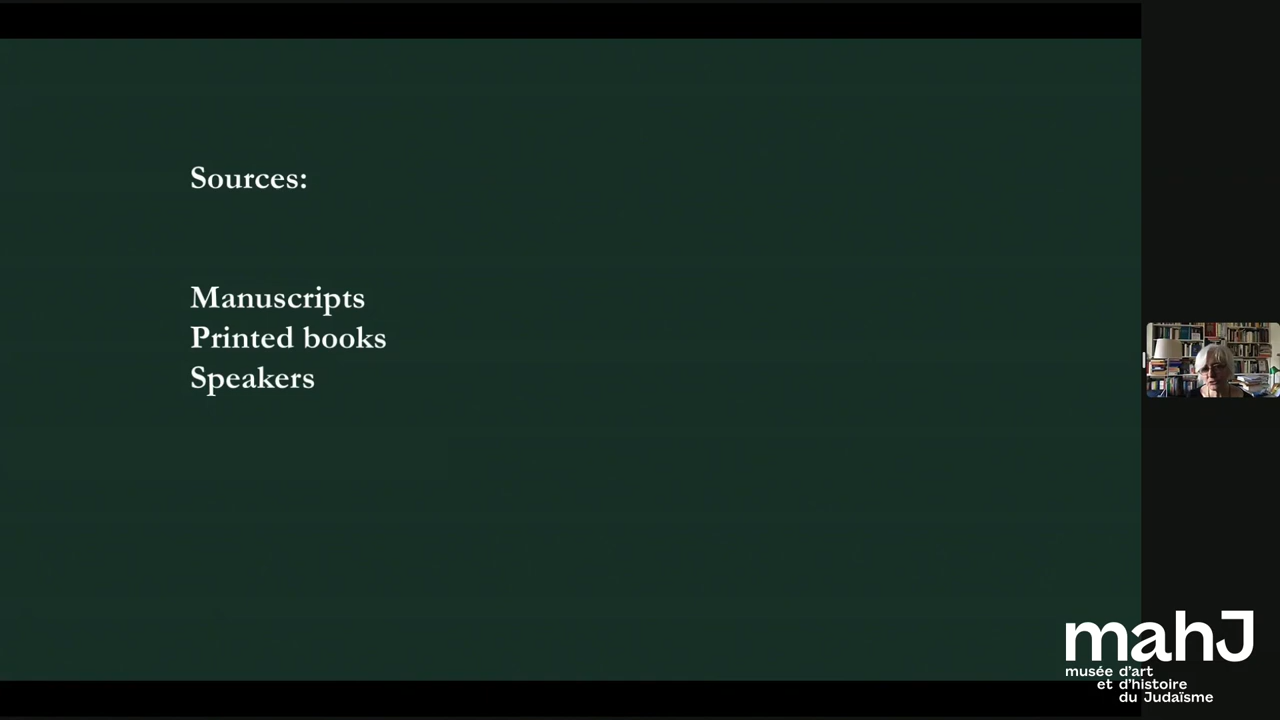 Sources:
Manuscripts
Printed books
Speakers
mahJ
musée d'art
et d'histoire
du Judaïsme